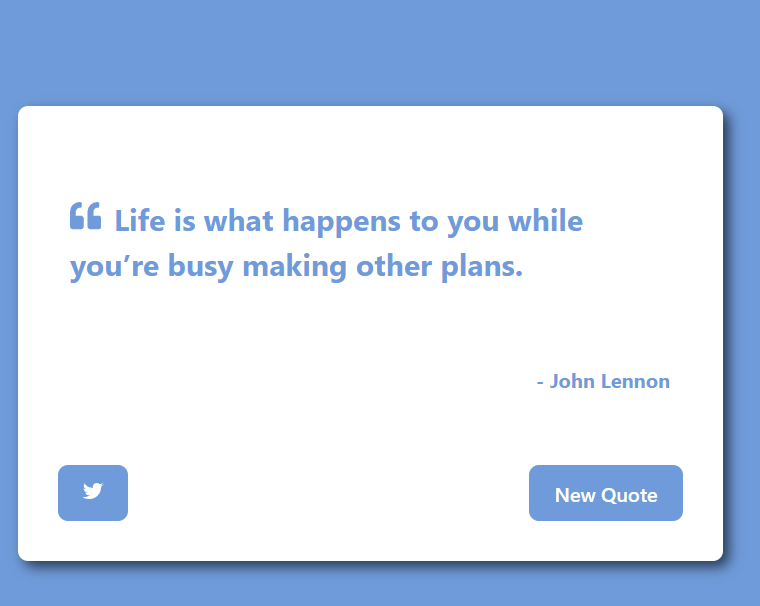 “ Life is what happens to you while
you’re busy making other plans.
- John Lennon
New Quote